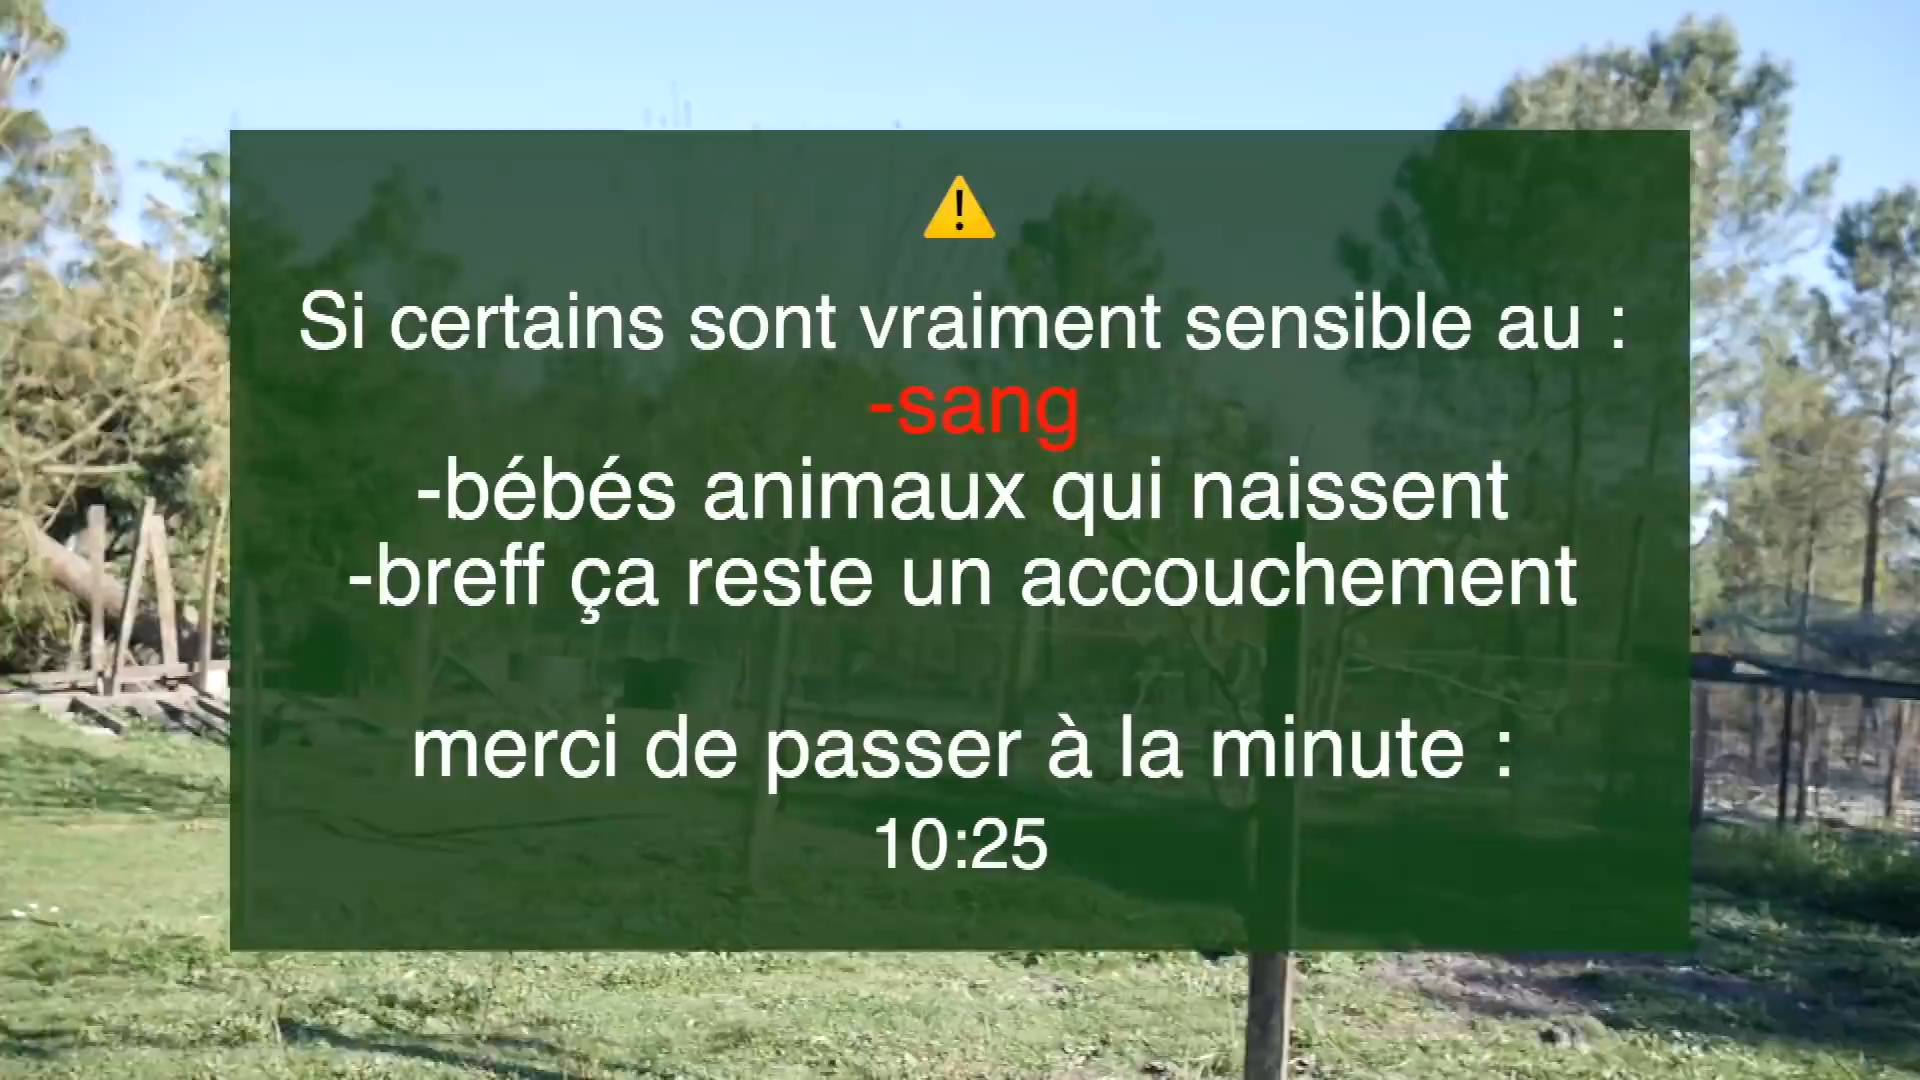 Si certains sont vraiment sensible au :
-sang
-bébés animaux qui naissent
-breff ça reste un accouchement
merci de passer à la minute :
10:25